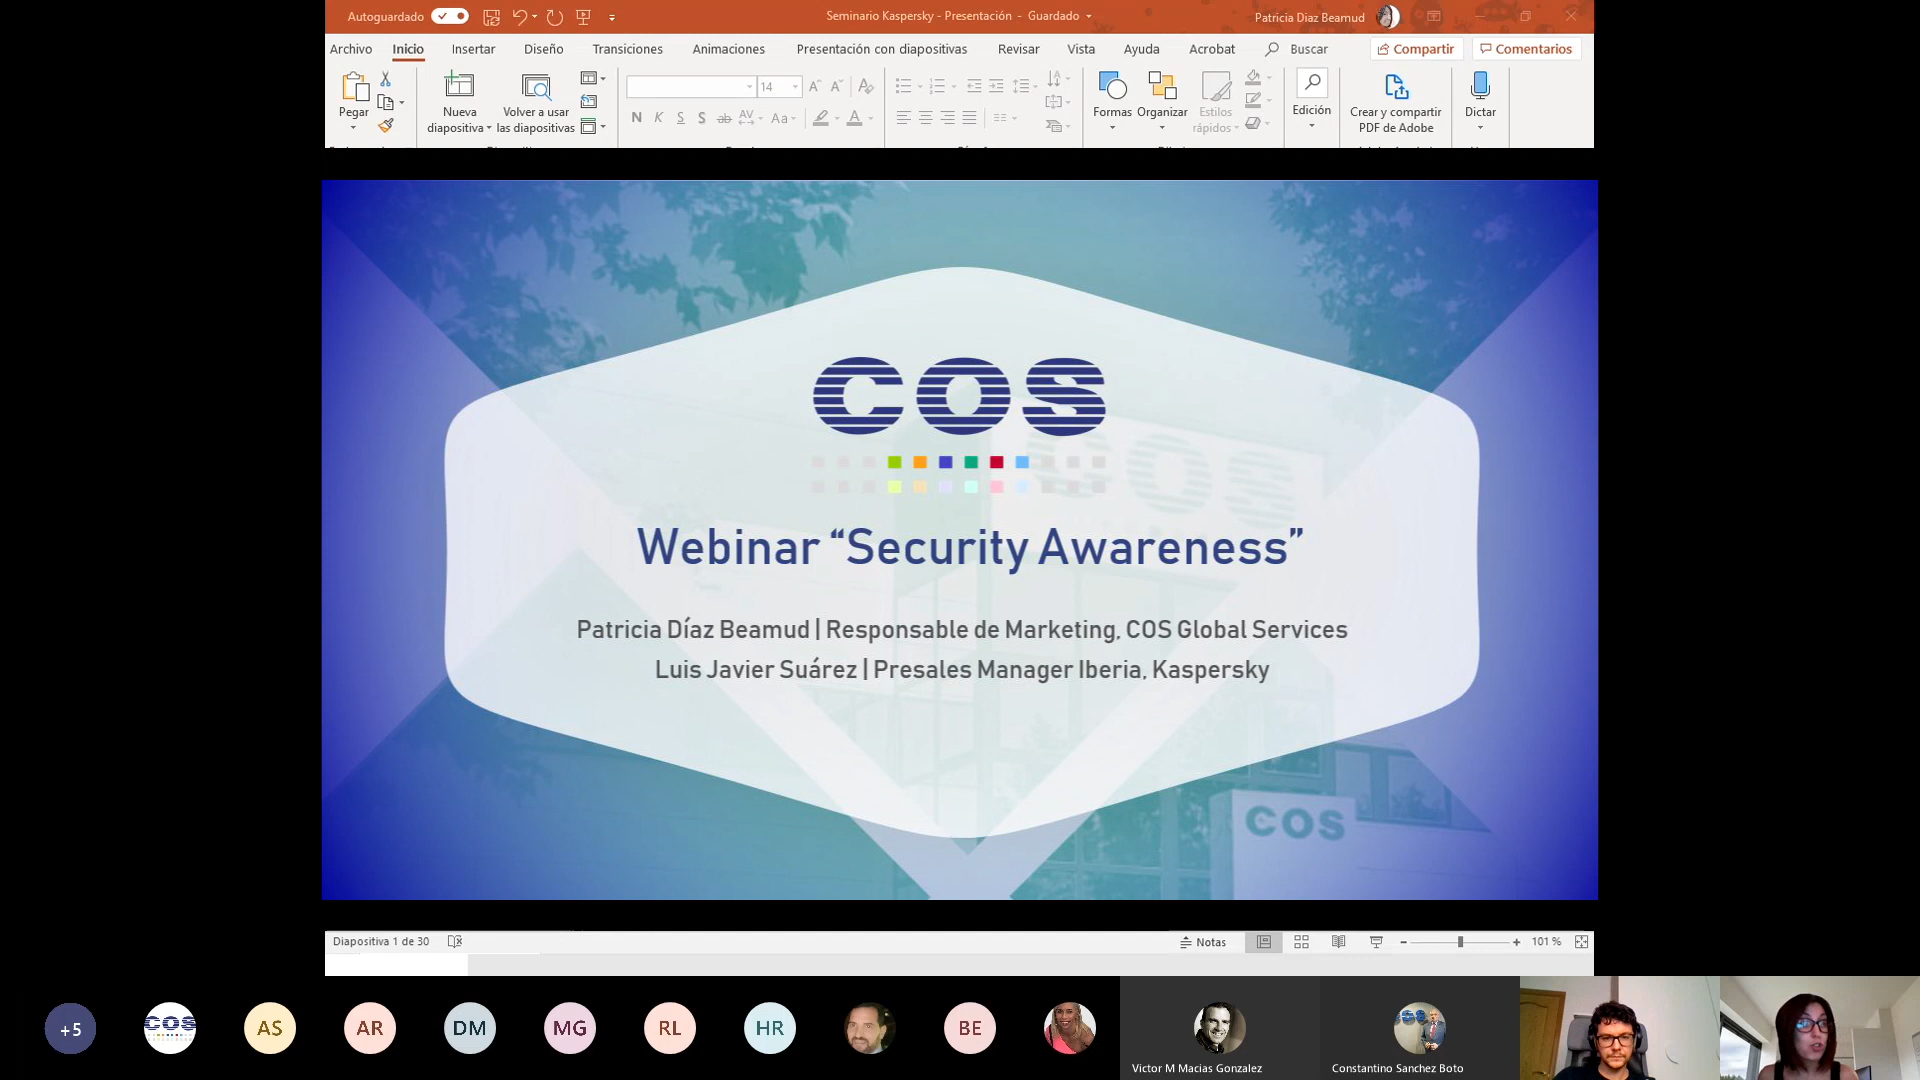 Autoguardado
Seminario Kaspersky - Presentación - Guardado
Patricia Diaz Beamud
Archivo Inicio Insertar Diseño Transiciones Animaciones Presentación con diapositivas Revisar Vista Ayuda Acrobat Buscar Compartir Comentarios
14
Pegar
Nueva diapositiva
Volver a usar las diapositivas
N K S S ab AV Aa A
Formas
Organizar
Estilos rápidos
Edición
Crear y compartir PDF de Adobe
Dictar
COS
COS
Webinar “Security Awareness”
Patricia Díaz Beamud | Responsable de Marketing, COS Global Services
Luis Javier Suárez | Presales Manager Iberia, Kaspersky
COS
Diapositiva 1 de 30
Notas
101 %
+5
COS
AS
AR
DM
MG
RL
HR
BE
Victor M Macias Gonzalez
Constantino Sanchez Boto